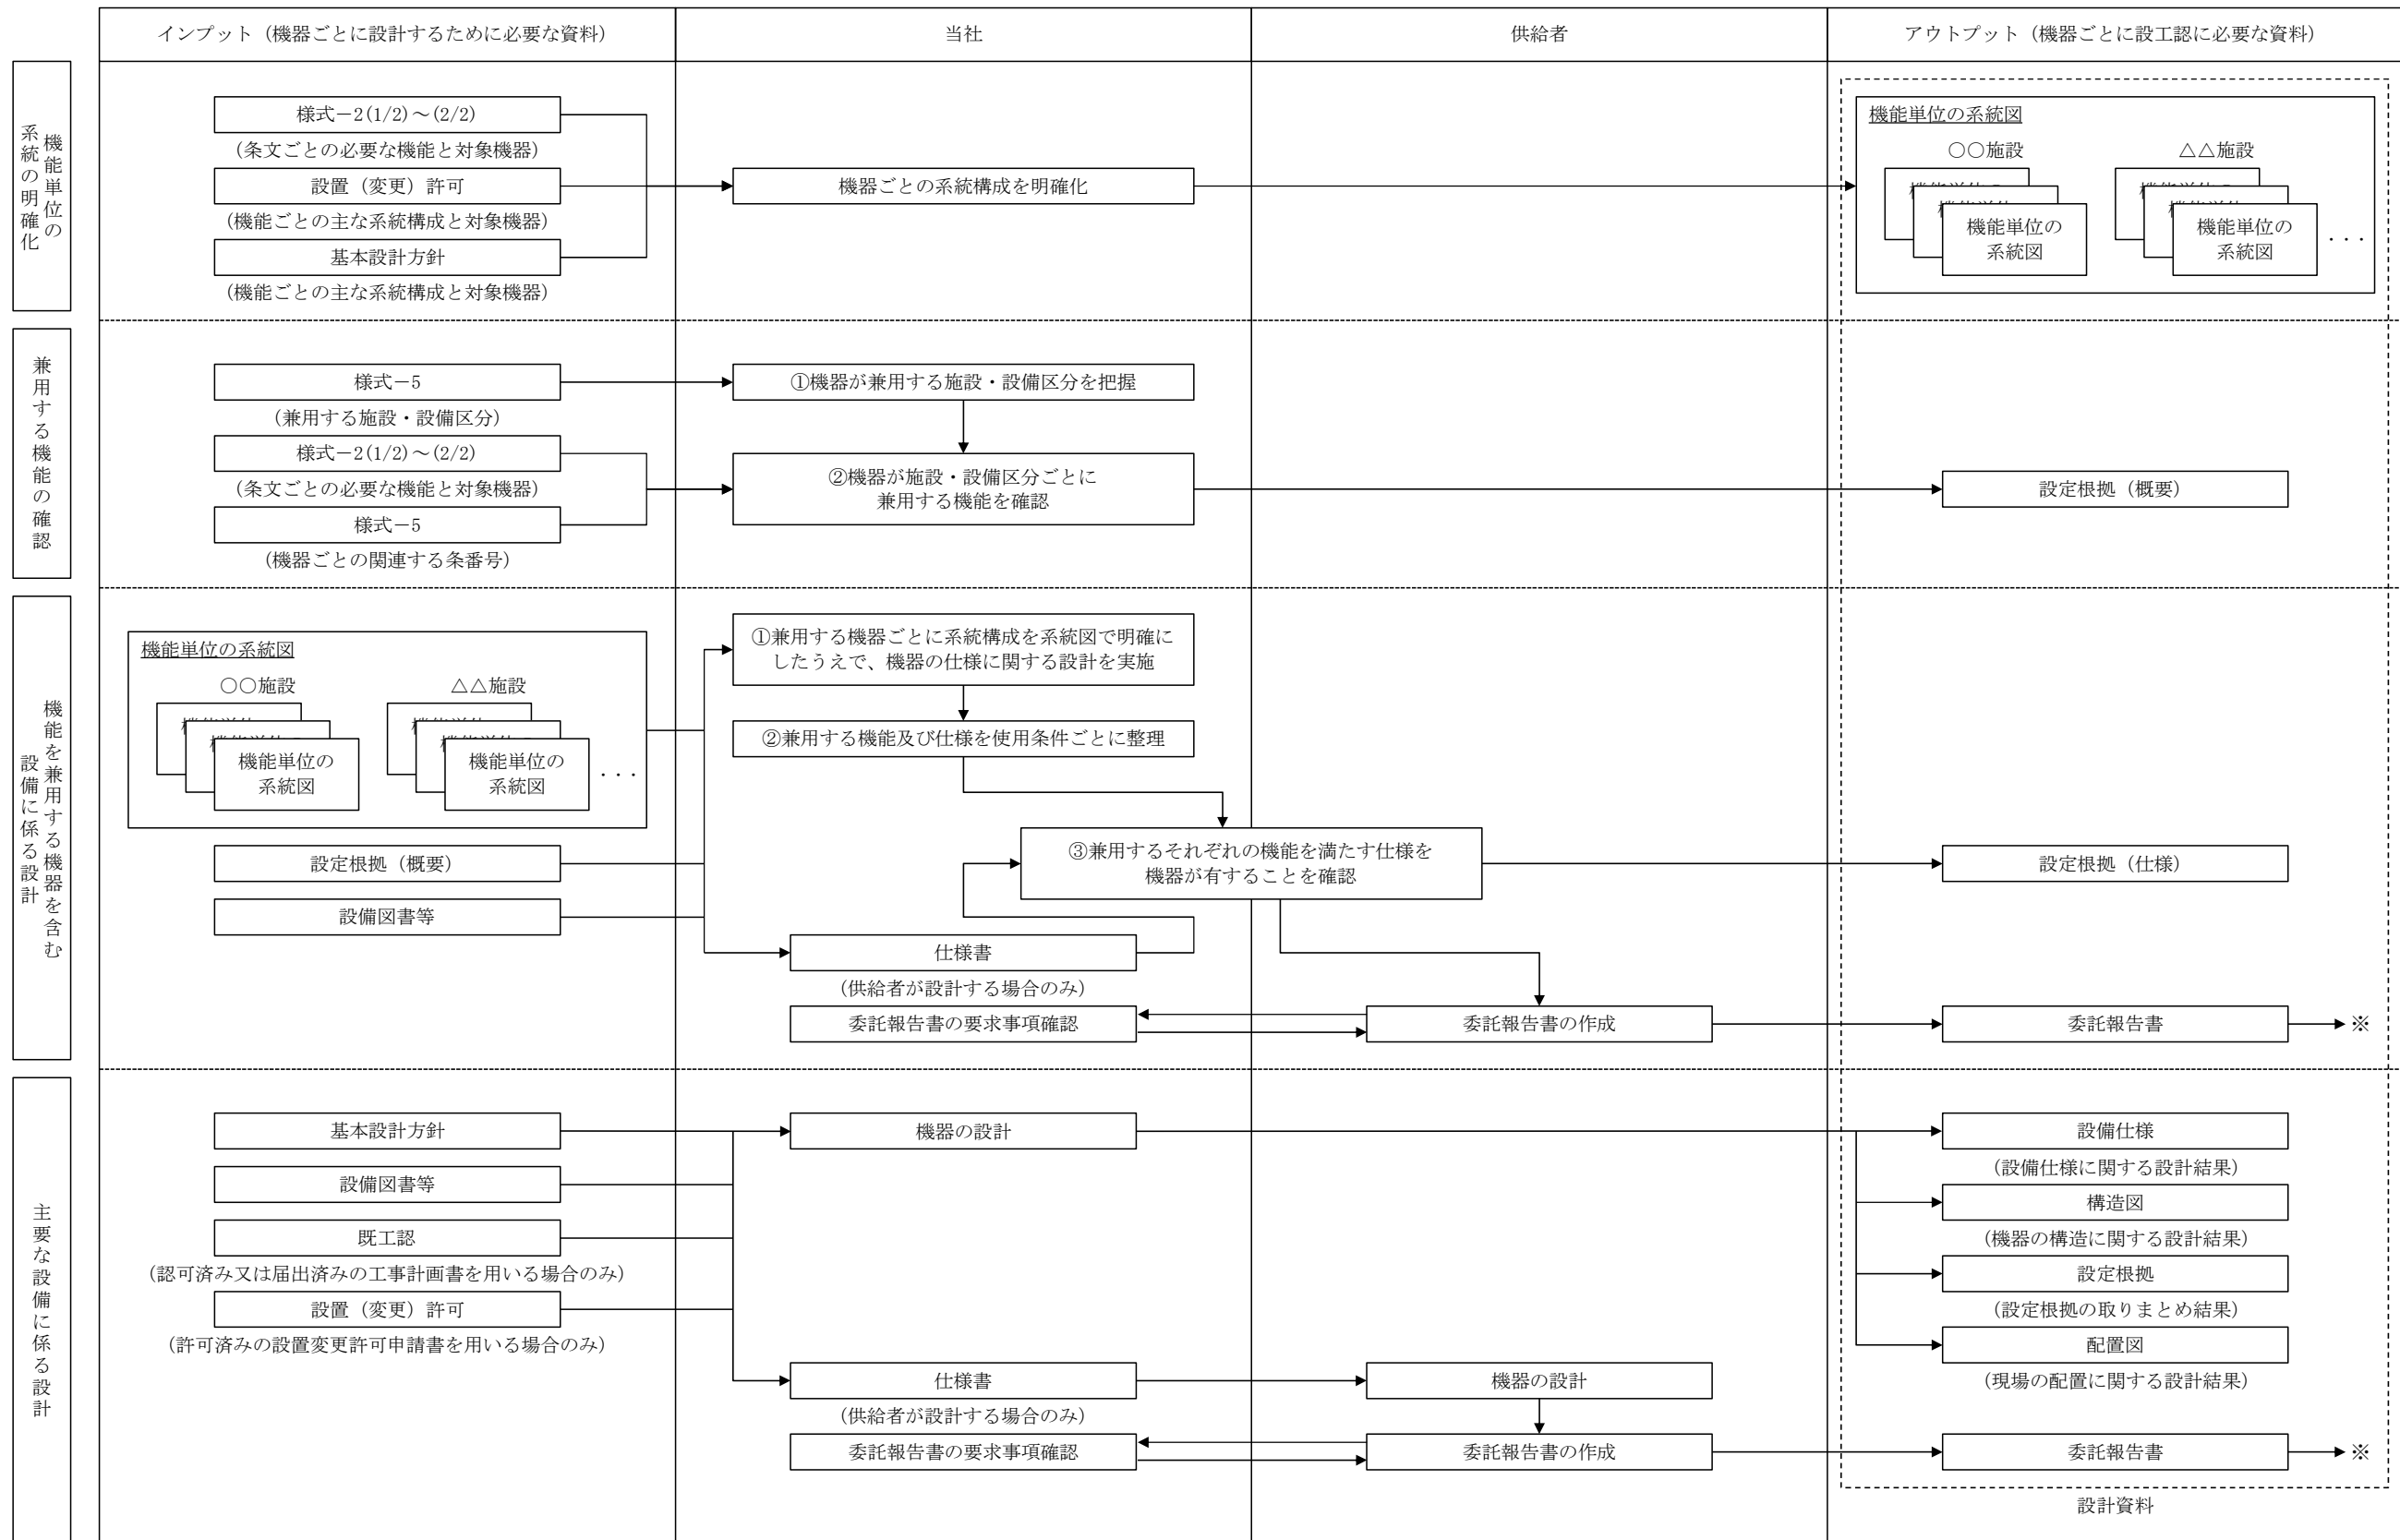 インプット（機器ごとに設計するために必要な資料）
当社
供給者
アウトプット（機器ごとに設工認に必要な資料）
機能単位の
系統の明確化
様式－2(1/2)～(2/2)
（条文ごとの必要な機能と対象機器）
設置（変更）許可
（機能ごとの主な系統構成と対象機器）
基本設計方針
（機能ごとの主な系統構成と対象機器）
機器ごとの系統構成を明確化
機能単位の系統図
○○施設
△△施設
機能単位の
系統図
機能単位の
系統図
・・・
兼用する機能の確認
様式－5
（兼用する施設・設備区分）
様式－2(1/2)～(2/2)
（条文ごとの必要な機能と対象機器）
様式－5
（機器ごとの関連する条番号）
①機器が兼用する施設・設備区分を把握
②機器が施設・設備区分ごとに
兼用する機能を確認
設定根拠（概要）
機能を兼用する機器を含む
設備に係る設計
機能単位の系統図
○○施設
△△施設
機能単位の
系統図
機能単位の
系統図
・・・
設定根拠（概要）
設備図書等
①兼用する機器ごとに系統構成を系統図で明確に
したうえで、機器の仕様に関する設計を実施
②兼用する機能及び仕様を使用条件ごとに整理
③兼用するそれぞれの機能を満たす仕様を
機器が有することを確認
設定根拠（仕様）
仕様書
（供給者が設計する場合のみ）
委託報告書の要求事項確認
委託報告書の作成
委託報告書
※
主要な設備に係る設計
基本設計方針
設備図書等
既工認
（認可済み又は届出済みの工事計画書を用いる場合のみ）
設置（変更）許可
（許可済みの設置変更許可申請書を用いる場合のみ）
機器の設計
設備仕様
（設備仕様に関する設計結果）
構造図
（機器の構造に関する設計結果）
設定根拠
（設定根拠の取りまとめ結果）
配置図
（現場の配置に関する設計結果）
仕様書
（供給者が設計する場合のみ）
機器の設計
委託報告書の要求事項確認
委託報告書の作成
委託報告書
※
設計資料